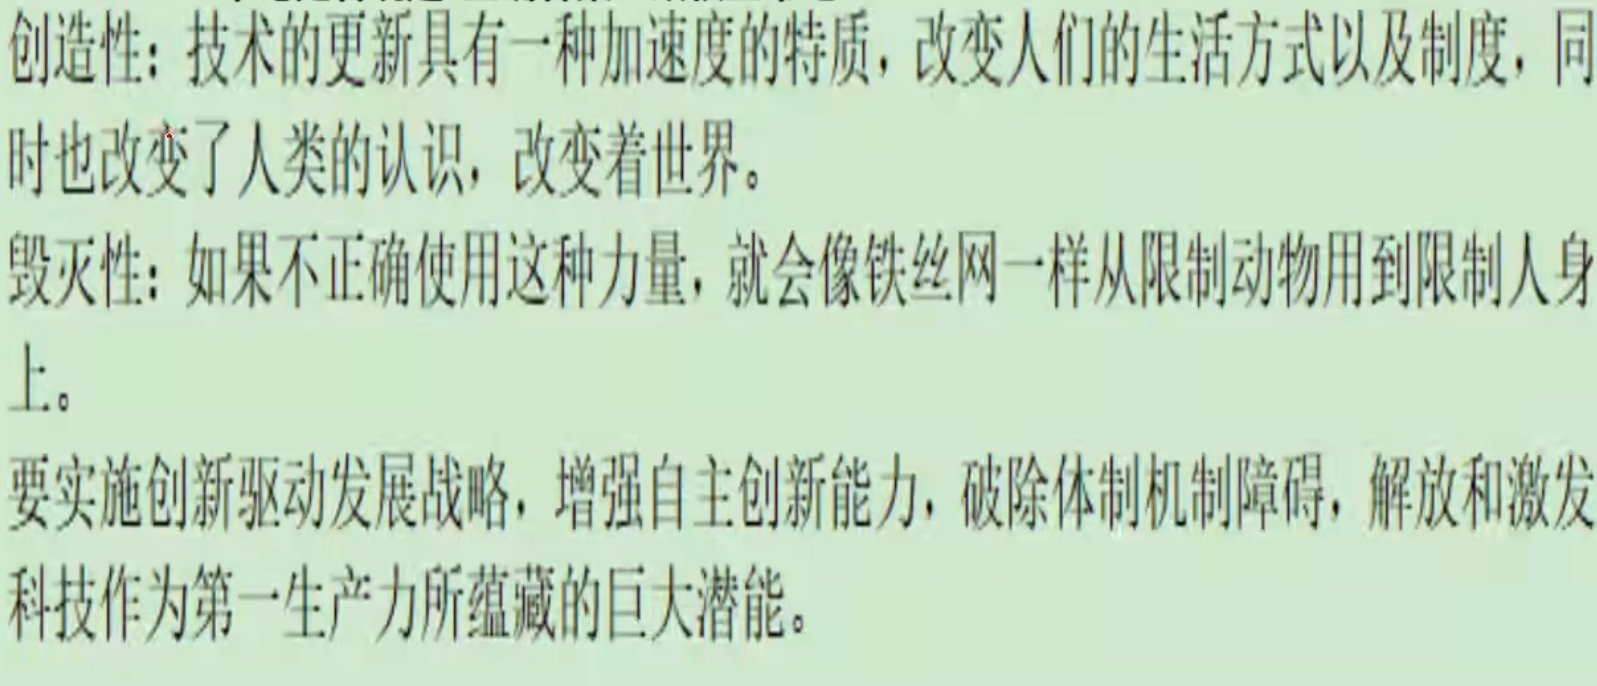 创造性：技术的更新具有一种加速度的特质，改变人们的生活方式以及制度，同
时也改变了人类的认识，改变着世界。
毁灭性：如果不正确使用这种力量，就会像铁丝网一样从限制动物用到限制人身
上。
要实施创新驱动发展战略，增强自主创新能力，破除体制机制障碍，解放和激发
科技作为第一生产力所蕴藏的巨大潜能。